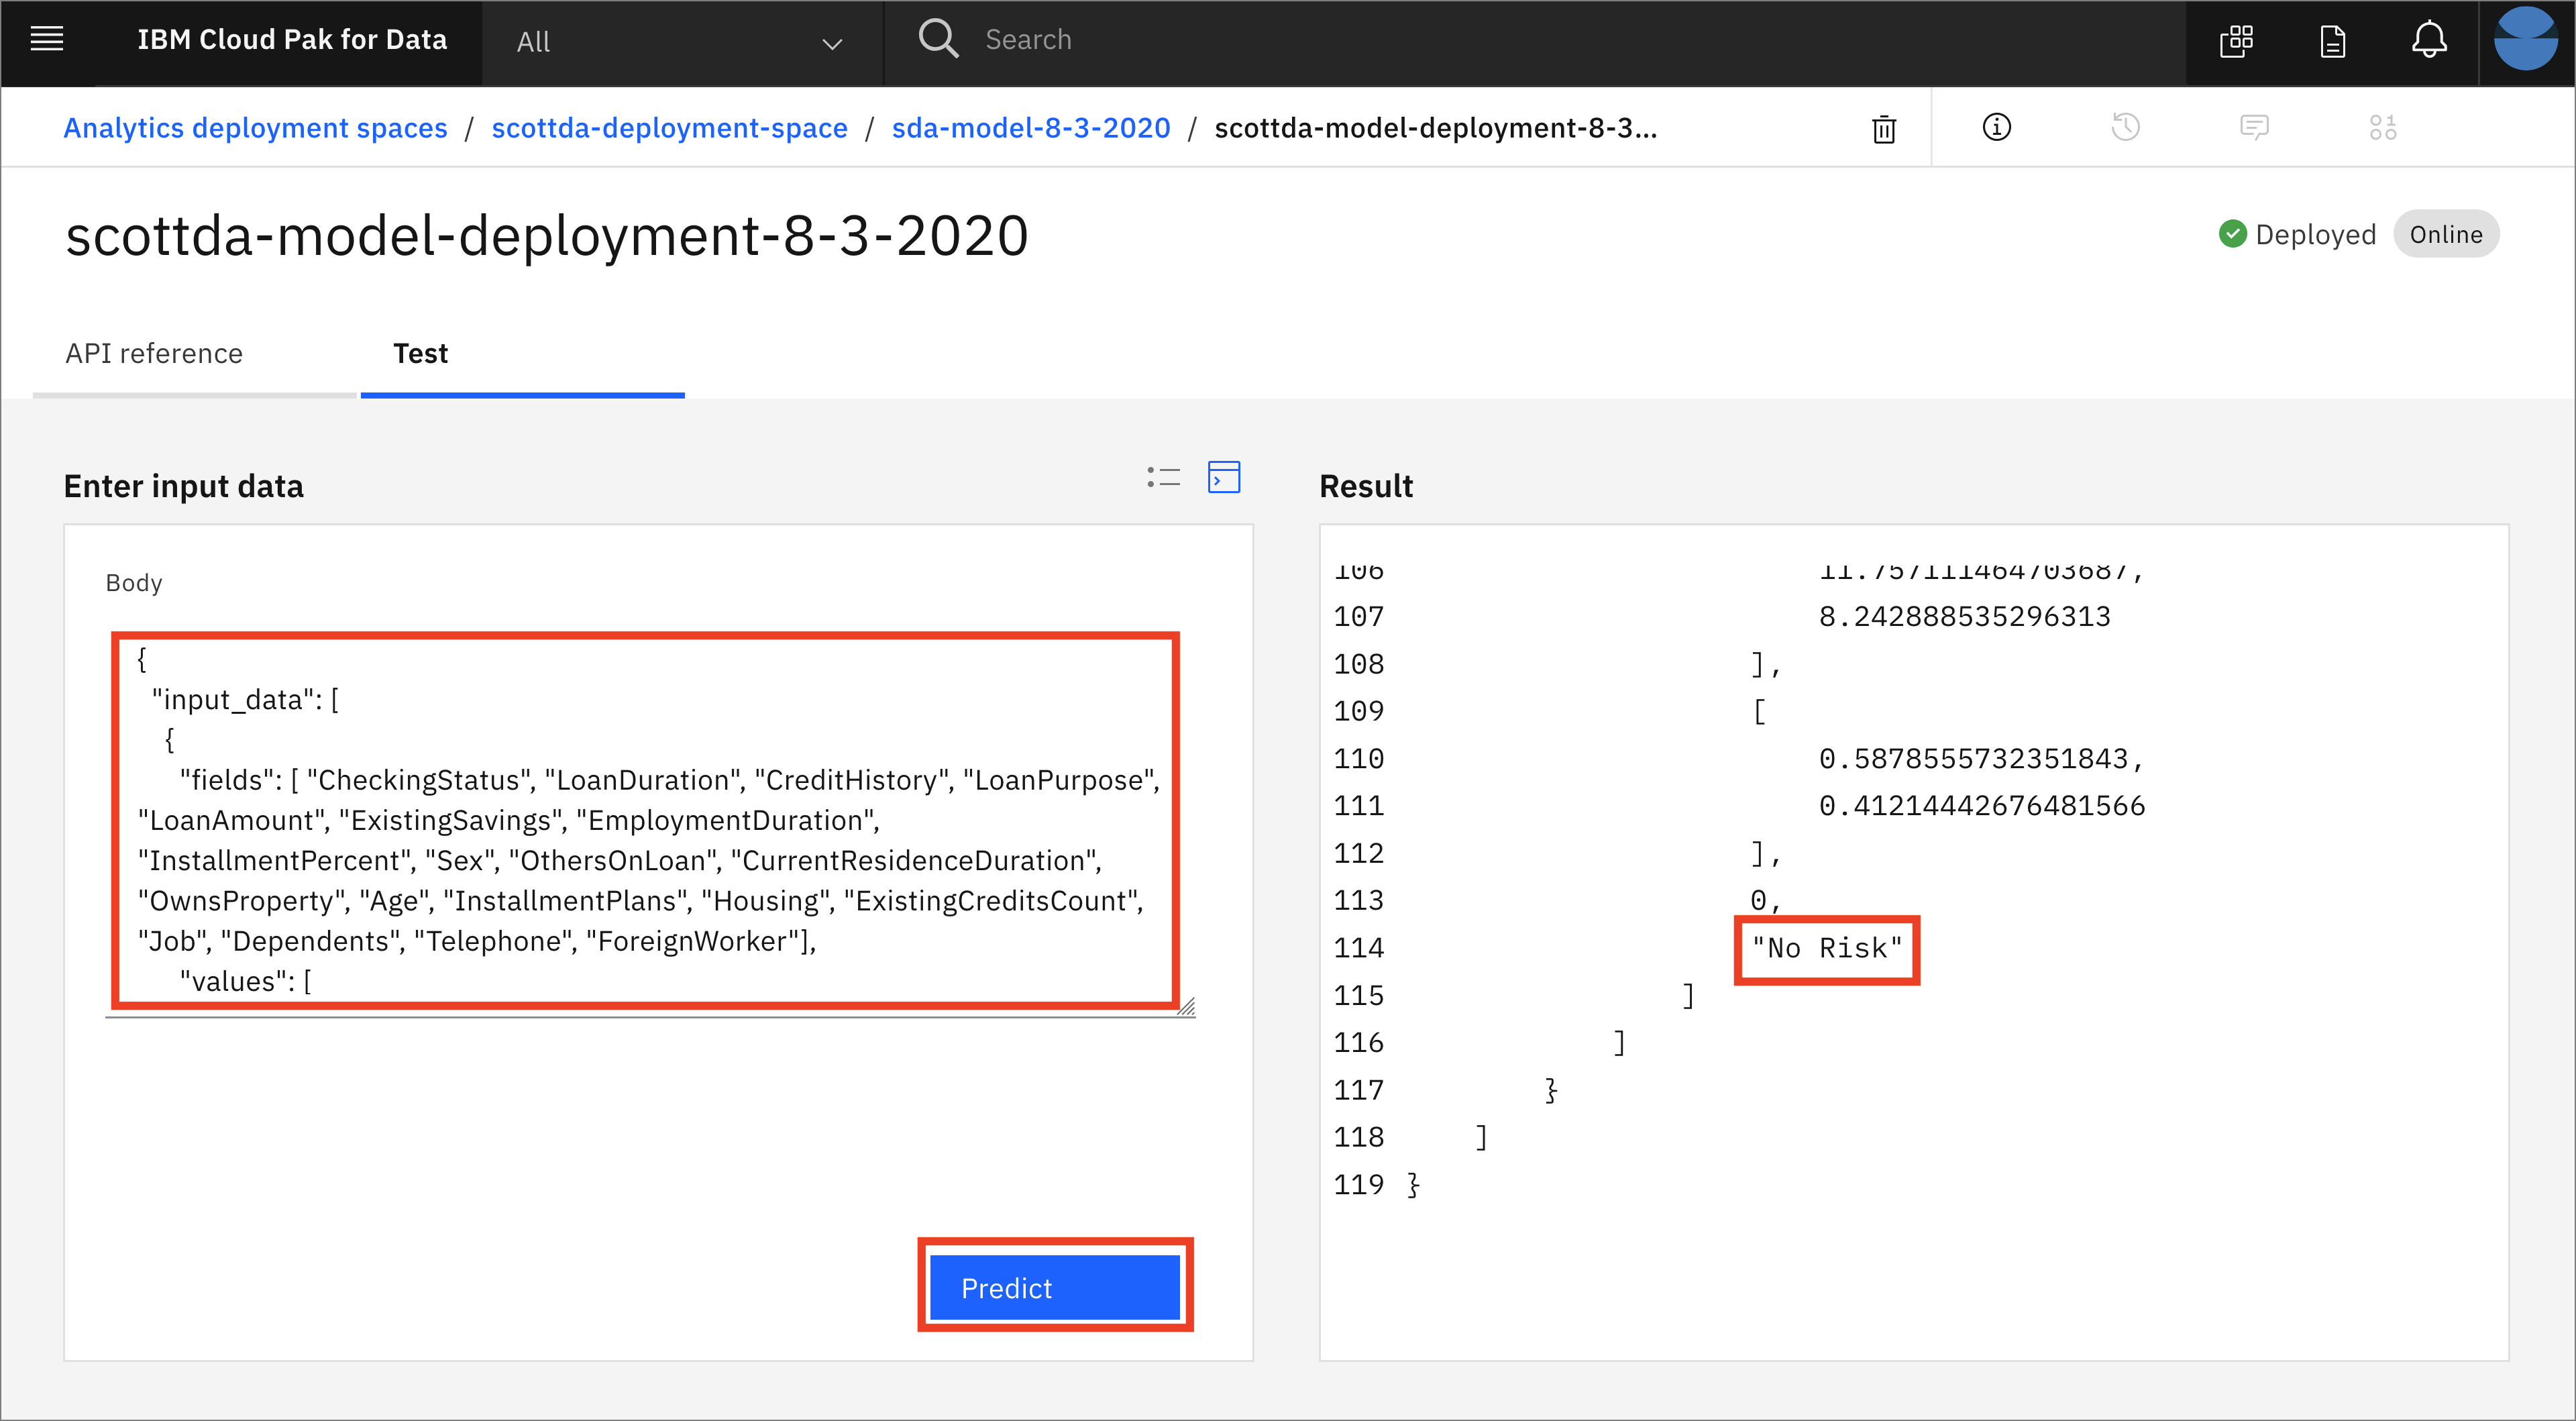 IBM Cloud Pak for Data
All
Search
Analytics deployment spaces / scottda-deployment-space / sda-model-8-3-2020 / scottda-model-deployment-8-3...
scottda-model-deployment-8-3-2020
Deployed
Online
API reference
Test
Enter input data
Body
{
"input_data": [
{
"fields": [ "CheckingStatus", "LoanDuration", "CreditHistory", "LoanPurpose",
"LoanAmount", "ExistingSavings", "EmploymentDuration",
"InstallmentPercent", "Sex", "OthersOnLoan", "CurrentResidenceDuration",
"OwnsProperty", "Age", "InstallmentPlans", "Housing", "ExistingCreditsCount",
"Job", "Dependents", "Telephone", "ForeignWorker"],
"values": [
Predict
Result
106 11.757111464703687,
107 8.242888535296313
108 ],
109 [
110 0.5878555732351843,
111 0.41214442676481566
112 ],
113 0,
114 "No Risk"
115 ]
116 ]
117 }
118 ]
119 }